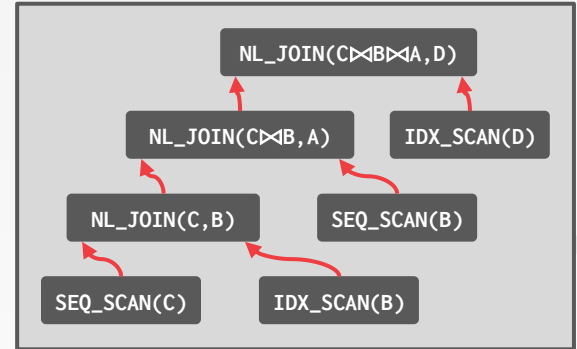 NL_JOIN(C⨝B⨝A,D)
NL_JOIN(C⨝B,A)
IDX_SCAN(D)
NL_JOIN(C,B)
SEQ_SCAN(B)
SEQ_SCAN(C)
IDX_SCAN(B)